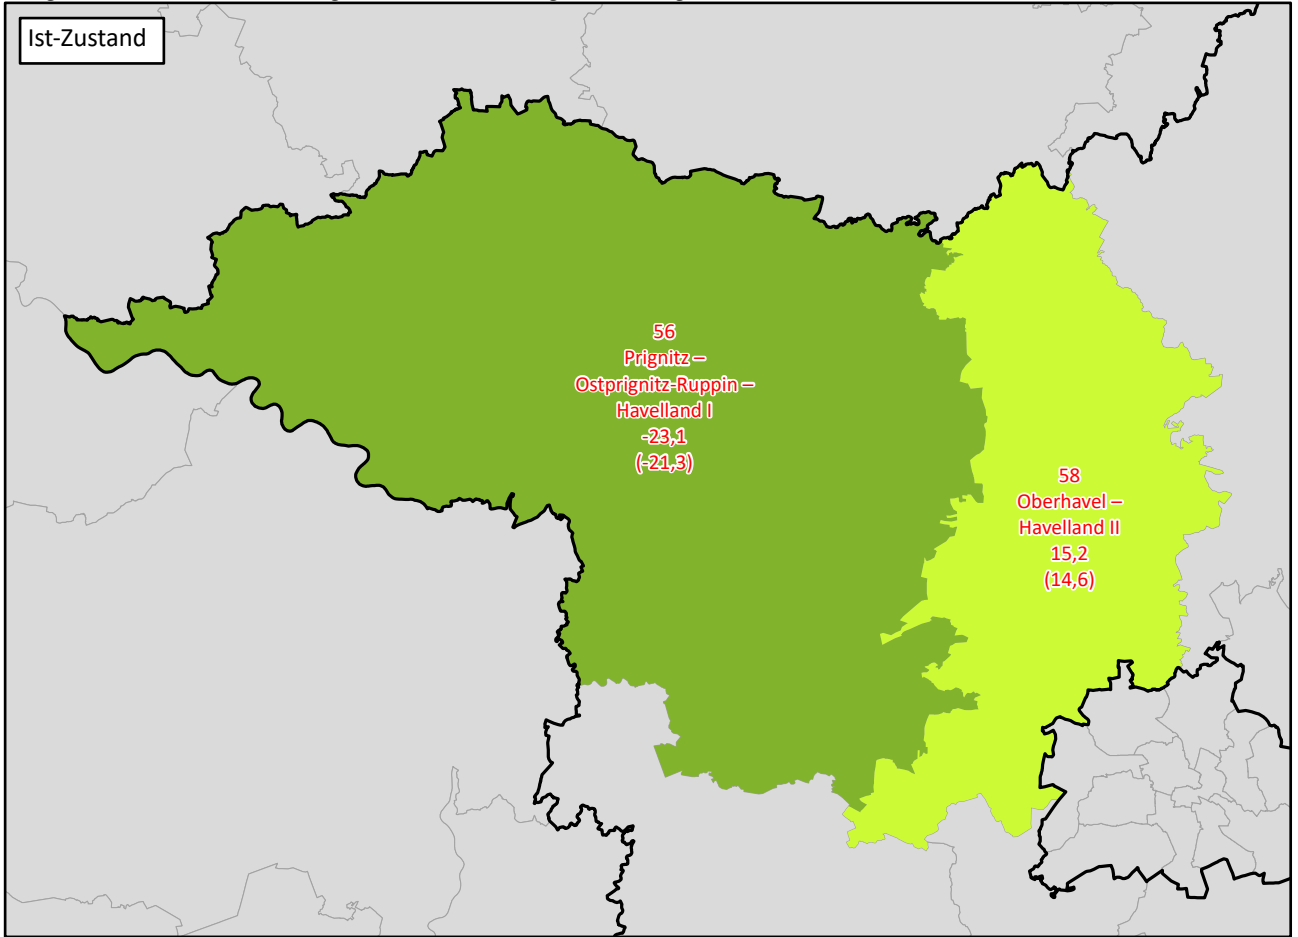 Ist-Zustand
56
Prignitz –
Ostprignitz-Ruppin –
Havelland I
-23,1
(-21,3)
58
Oberhavel –
Havelland II
15,2
(14,6)